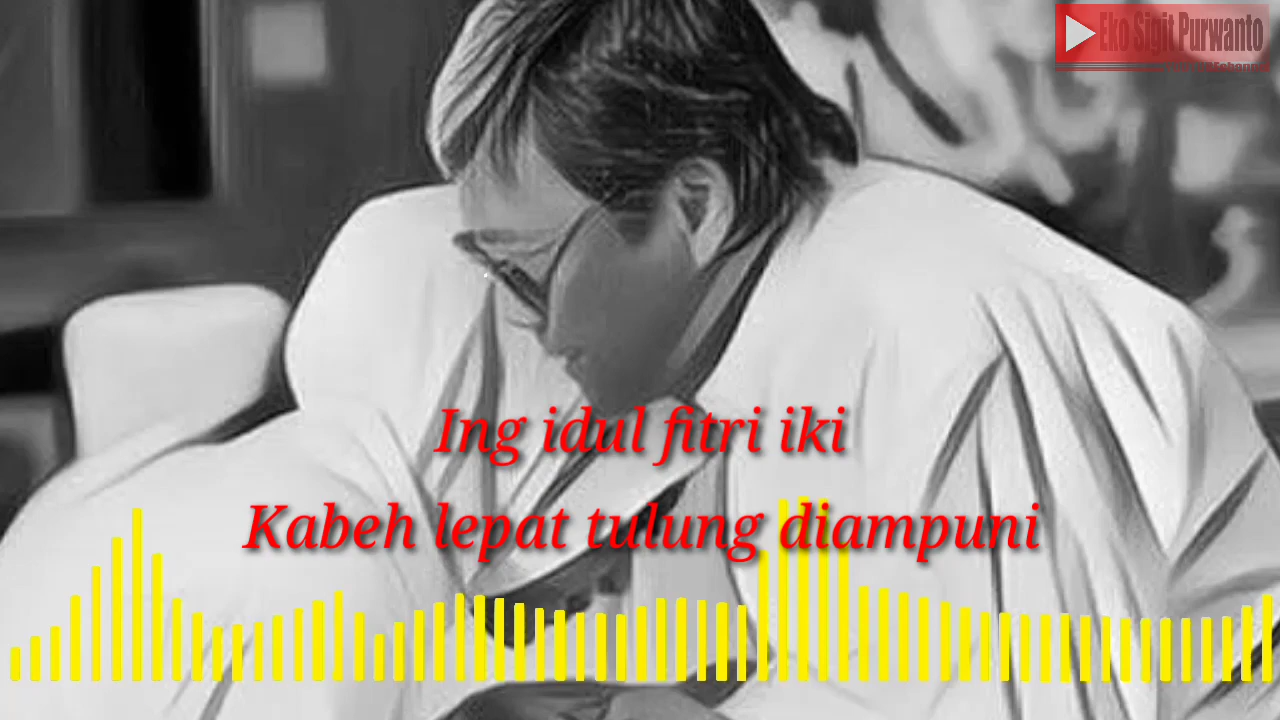 Eko Sigit Purwanto
Ing idul fitri iki
Kabeh lepat tulung diampuni